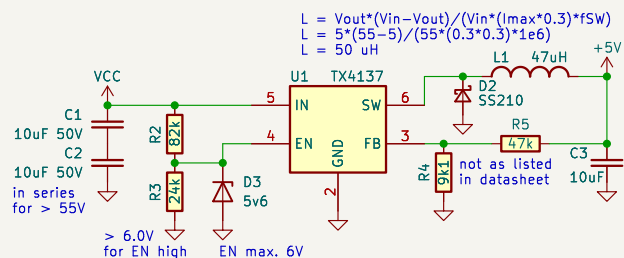 L = Vout*(Vin-Vout)/(Vin*(Imax*0.3)*fSW)
L = 5*(55-5)/(55*(0.3*0.3)*1e6)
L = 50 uH
L1 47uH
+5V
VCC
U1 TX4137
D2
SS210
C1
10uF 50V
C2
10uF 50V
in series
for > 55V
R2
82k
R3
24k
> 6.0V
for EN high
D3
5v6
EN max. 6V
5 IN
4 EN
SW 6
FB 3
GND
2
R5
47k
not as listed
in datasheet
R4
9k1
C3
10uF